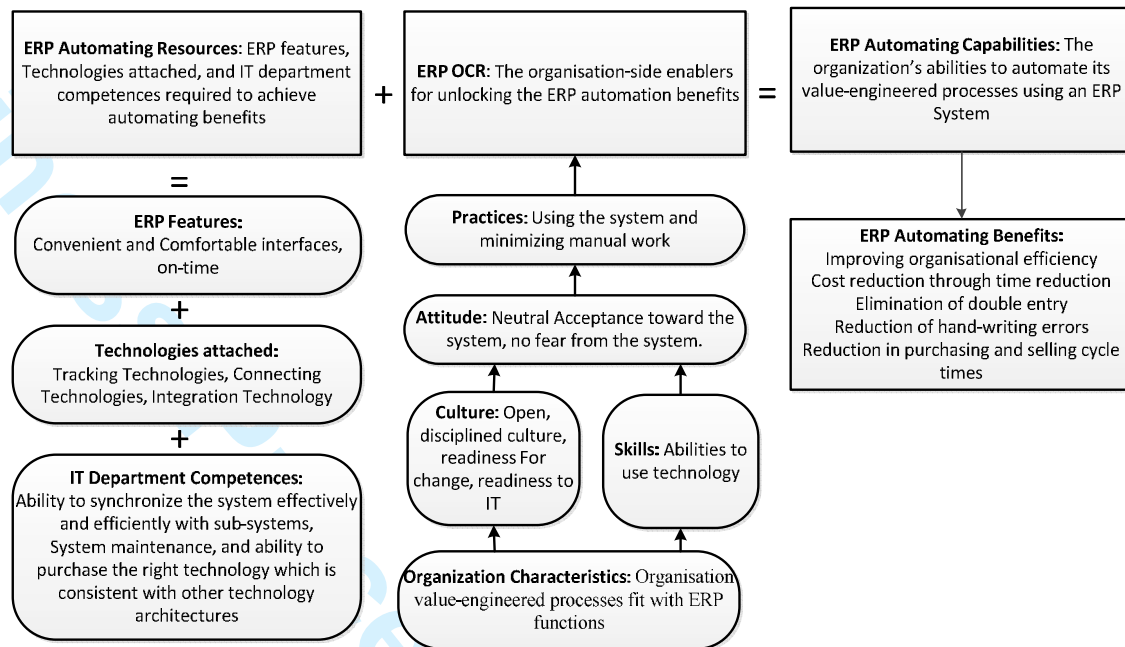 ERP Automating Resources: ERP features,
Technologies attached, and IT department
competences required to achieve
automating benefits
+
ERP OCR: The organisation-side enablers
for unlocking the ERP automation benefits
=
ERP Automating Capabilities: The
organization's abilities to automate its
value-engineered processes using an ERP
System
=
ERP Features:
Convenient and Comfortable interfaces,
on-time
+
Technologies attached:
Tracking Technologies, Connecting
Technologies, Integration Technology
+
IT Department Competences:
Ability to synchronize the system effectively
and efficiently with sub-systems,
System maintenance, and ability to
purchase the right technology which is
consistent with other technology
architectures
Practices: Using the system and
minimizing manual work
Attitude: Neutral Acceptance toward the
system, no fear from the system.
Culture: Open,
disciplined culture,
readiness For
change, readiness to
IT
Skills: Abilities to
use technology
Organization Characteristics: Organisation
value-engineered processes fit with ERP
functions
ERP Automating Benefits:
Improving organisational efficiency
Cost reduction through time reduction
Elimination of double entry
Reduction of hand-writing errors
Reduction in purchasing and selling cycle
times